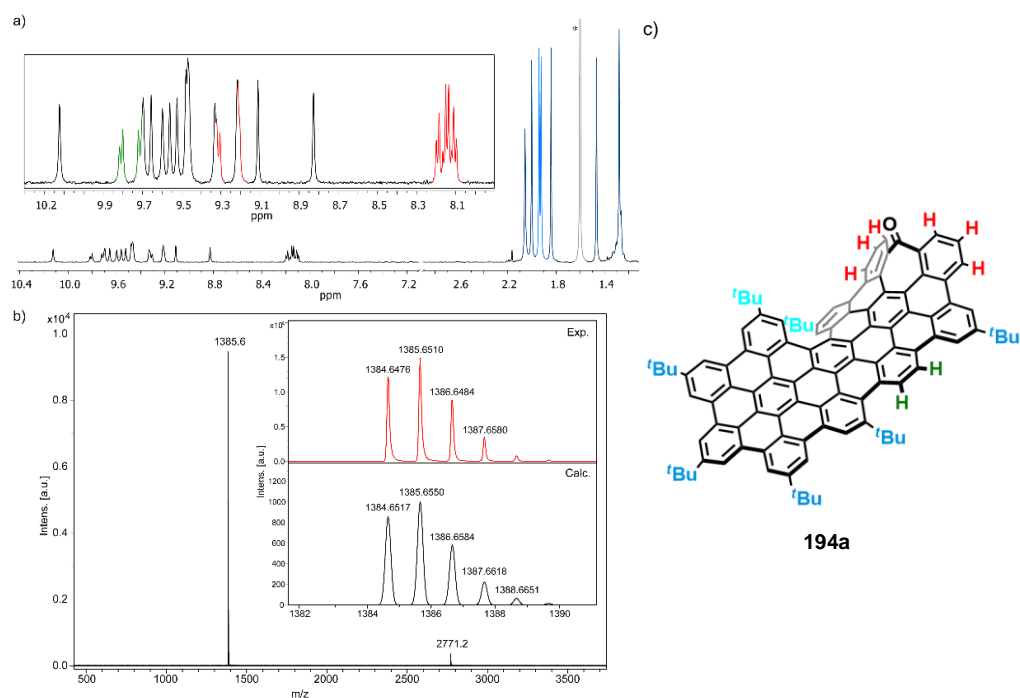 a)
*
10.2 9.9 9.7 9.5 9.3 9.1 8.9 8.7 8.5 8.3 8.1
ppm
10.4 10.0 9.6 9.2 8.8 8.4 8.0 7.6 7.2
ppm
2.4 2.0 1.6 1.2
ppm
b)
x10⁴
1.0
0.8
0.6
0.4
0.2
0.0
Intens. [a.u.]
1385.6
2771.2
500 1000 1500 2000 2500 3000 3500
m/z
Exp.
x10⁶
1.5
1.0
0.5
0.0
1384.6476
1385.6510
1386.6484
1387.6580
Calc.
Intens. [a.u.]
1000
900
800
600
400
200
0
1384.6517
1385.6550
1386.6584
1387.6618
1388.6651
1382 1384 1386 1388 1390
c)
O
H
H
H
H
H
H
ᵗBu
ᵗBu
ᵗBu
ᵗBu
H
H
ᵗBu
ᵗBu
ᵗBu
194a